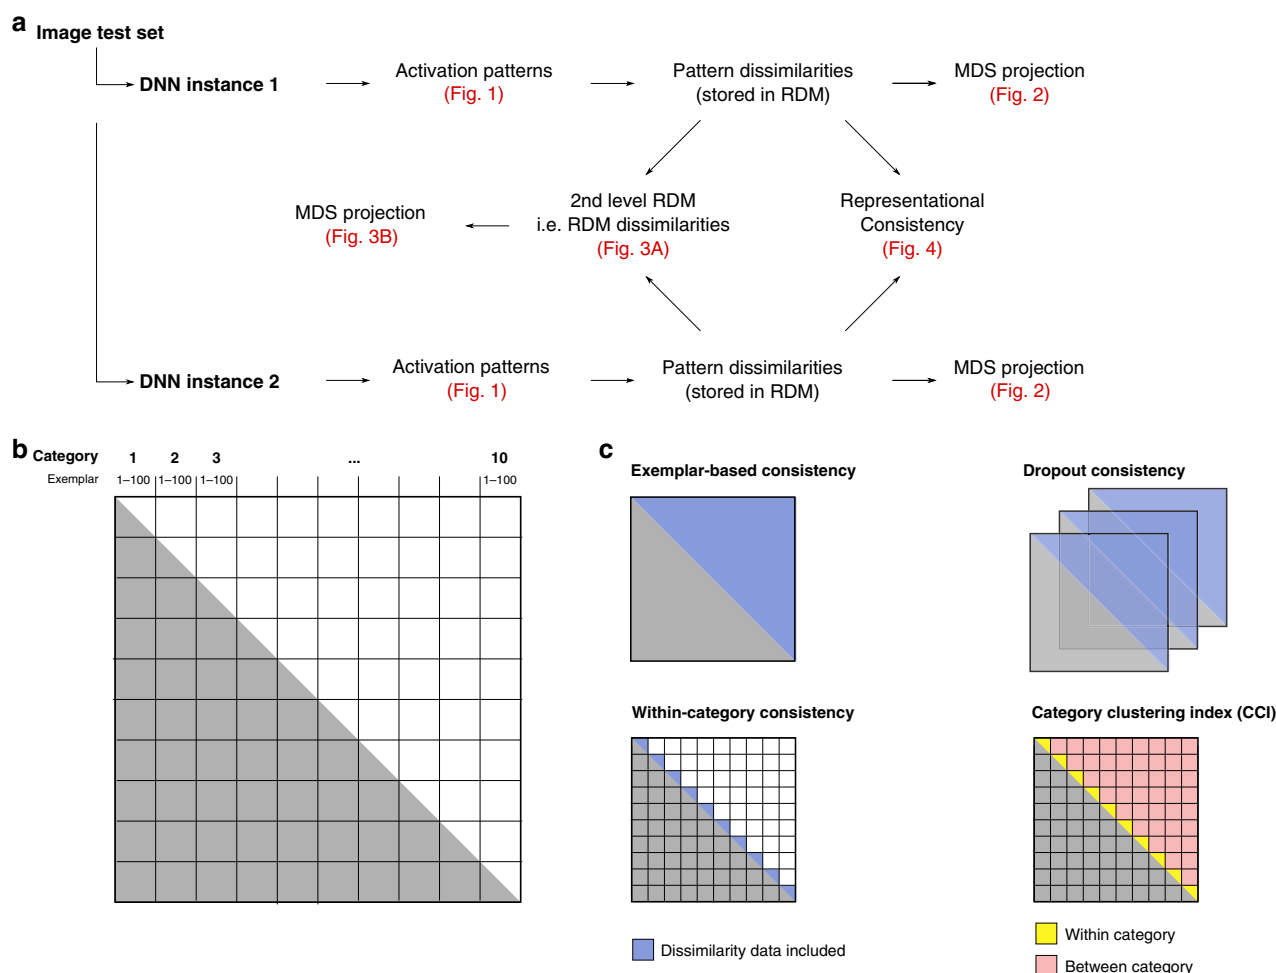 a
Image test set
DNN instance 1
Activation patterns
(Fig. 1)
Pattern dissimilarities
(stored in RDM)
MDS projection
(Fig. 2)
MDS projection
(Fig. 3B)
2nd level RDM
i.e. RDM dissimilarities
(Fig. 3A)
Representational
Consistency
(Fig. 4)
DNN instance 2
Activation patterns
(Fig. 1)
Pattern dissimilarities
(stored in RDM)
MDS projection
(Fig. 2)
b
Category 1 2 3 ... 10
Exemplar 1–100 1–100 1–100 1–100
c
Exemplar-based consistency
Dropout consistency
Within-category consistency
Category clustering index (CCI)
Dissimilarity data included
Within category
Between category